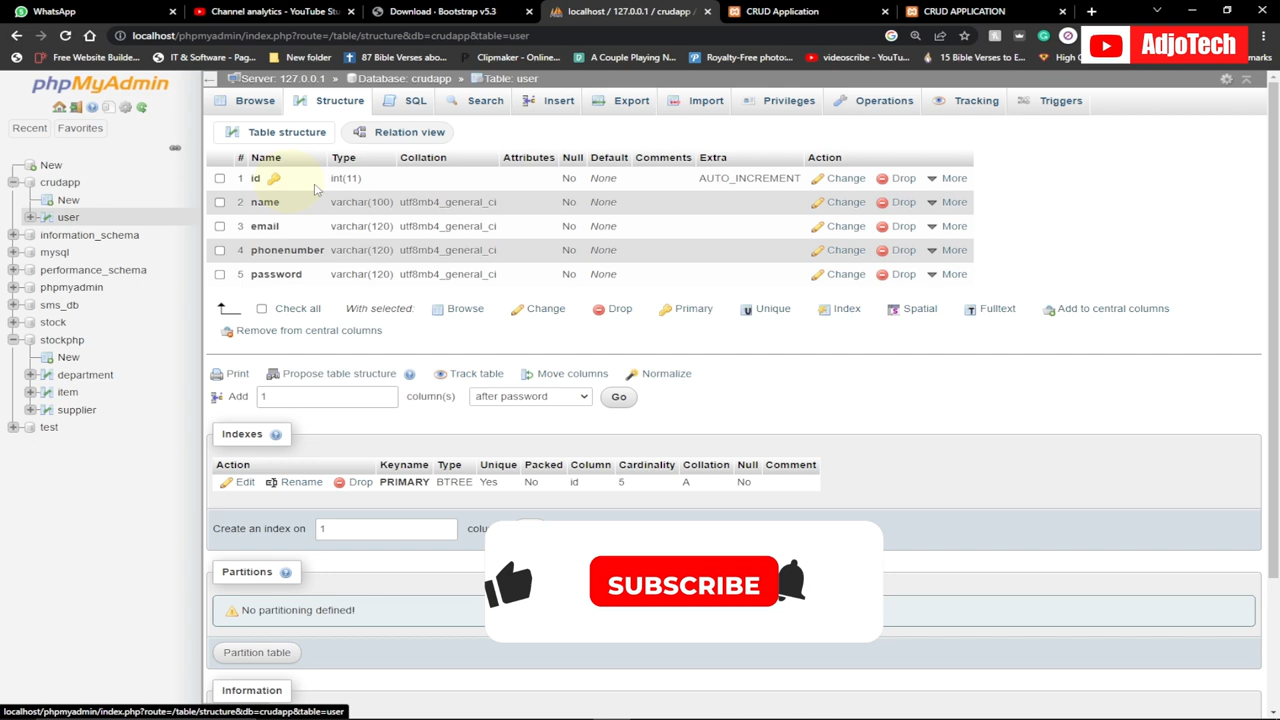 WhatsApp
Channel analytics - YouTube Stu
Download · Bootstrap v5.3
localhost / 127.0.0.1 / crudapp /
CRUD Application
CRUD APPLICATION
localhost/phpmyadmin/index.php?route=/table/structure&db=crudapp&table=user
Free Website Builde...
IT & Software - Pag...
New folder
87 Bible Verses abo...
Clipmaker - Online...
A Couple Playing N...
Royalty-free photos...
videoscribe - YouTu...
15 Bible Verses to E...
AdjoTech
phpMyAdmin
Recent
Favorites
New
crudapp
New
user
information_schema
mysql
performance_schema
phpmyadmin
sms_db
stock
stockphp
New
department
item
supplier
test
Server: 127.0.0.1 » Database: crudapp » Table: user
Browse Structure SQL Search Insert Export Import Privileges Operations Tracking Triggers
Table structure Relation view
# Name Type Collation Attributes Null Default Comments Extra Action
1 id int(11) No None AUTO_INCREMENT Change Drop More
2 name varchar(100) utf8mb4_general_ci No None Change Drop More
3 email varchar(120) utf8mb4_general_ci No None Change Drop More
4 phonenumber varchar(120) utf8mb4_general_ci No None Change Drop More
5 password varchar(120) utf8mb4_general_ci No None Change Drop More
Check all With selected: Browse Change Drop Primary Unique Index Spatial Fulltext Add to central columns
Remove from central columns
Print Propose table structure Track table Move columns Normalize
Add 1 column(s) after password Go
Indexes
Action Keyname Type Unique Packed Column Cardinality Collation Null Comment
Edit Rename Drop PRIMARY BTREE Yes No id 5 A No
Create an index on 1
SUBSCRIBE
Partitions
No partitioning defined!
Partition table
Information
localhost/phpmyadmin/index.php?route=/table/structure&db=crudapp&table=user